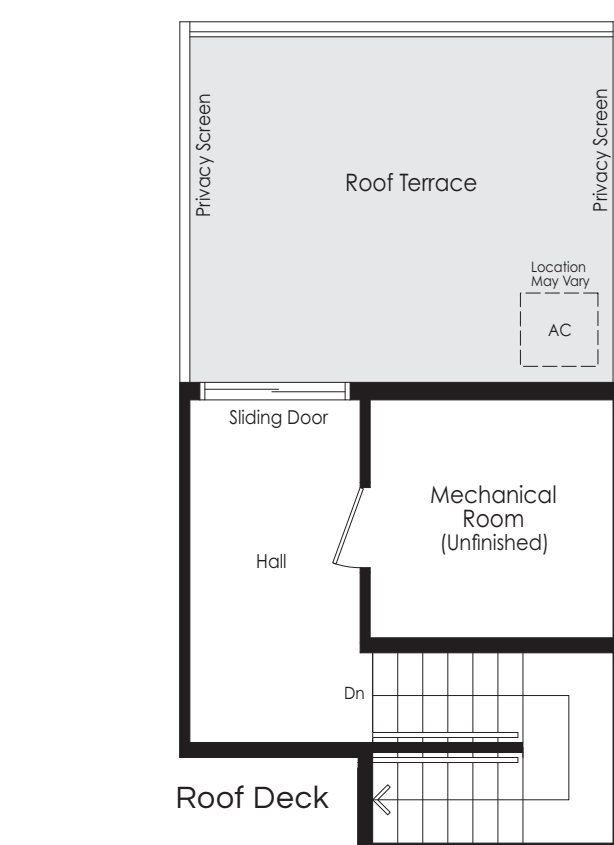 Privacy Screen
Privacy Screen
Roof Terrace
Location
May Vary
AC
Sliding Door
Mechanical
Room
(Unfinished)
Hall
Dn
Roof Deck